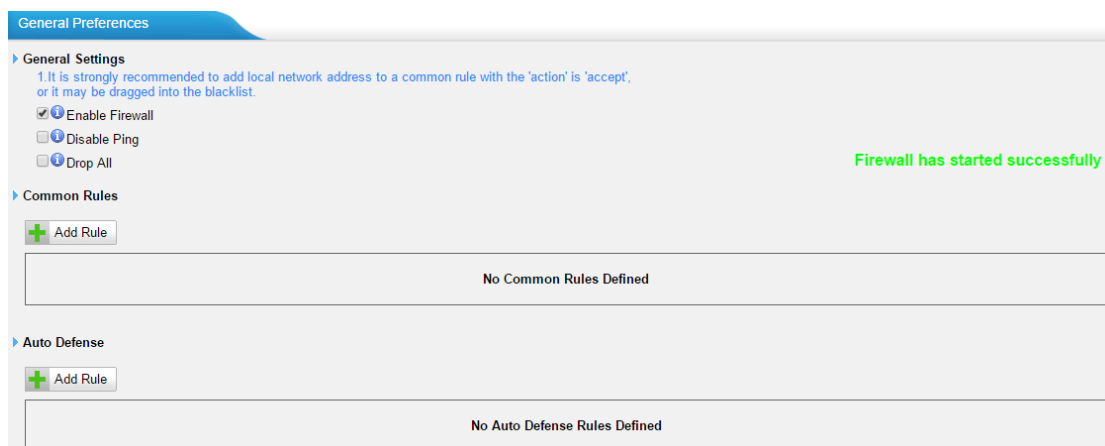 General Preferences
General Settings
1.It is strongly recommended to add local network address to a common rule with the 'action' is 'accept',
or it may be dragged into the blacklist.
Enable Firewall
Disable Ping
Drop All
Firewall has started successfully
Common Rules
Add Rule
No Common Rules Defined
Auto Defense
Add Rule
No Auto Defense Rules Defined